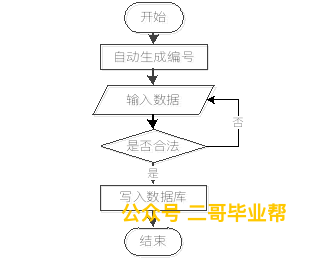 开始
自动生成编号
输入数据
否
是否合法
是
写入数据库
公众号 二哥毕业帮
结束